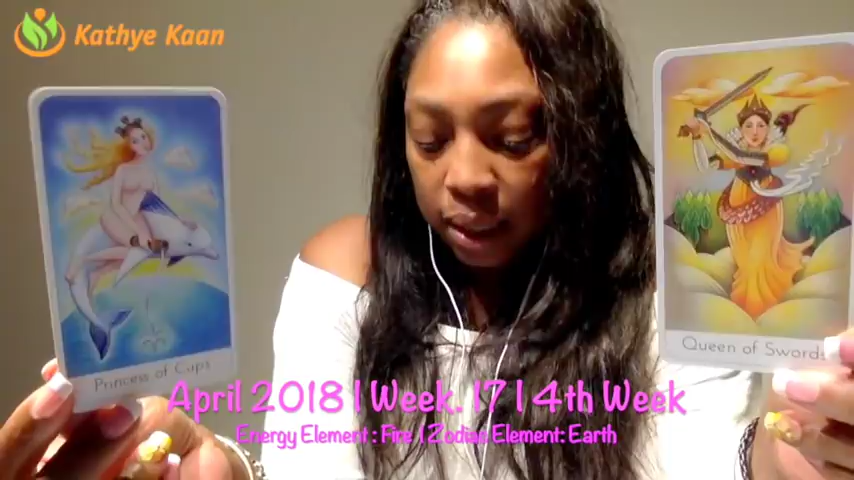 Kathye Kaan
Princess of Cups
Queen of Swords
April 2018 | Week. 17 | 4th Week
Energy Element : Fire | Zodiac Element: Earth